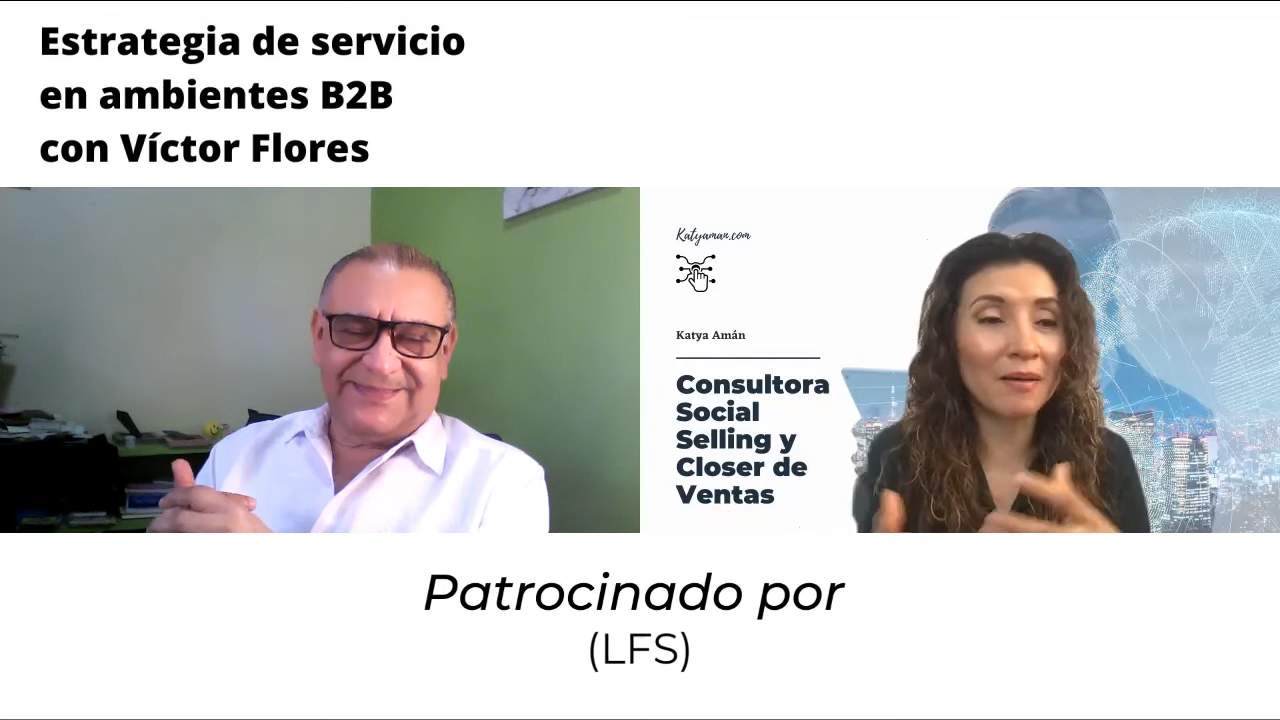 Estrategia de servicio
en ambientes B2B
con Víctor Flores
Katyaman.com
Katya Amán
Consultora
Social
Selling y
Closer de
Ventas
Patrocinado por
(LFS)